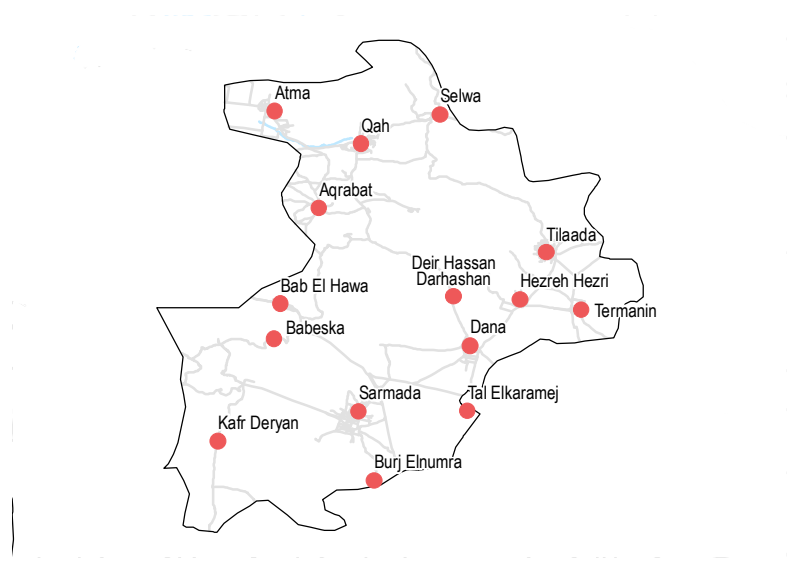 Atma
Selwa
Qah
Aqrabat
Tilaada
Deir Hassan
Darhashan
Hezreh Hezri
Bab El Hawa
Termanin
Babeska
Dana
Sarmada
Tal Elkaramej
Kafr Deryan
Burj Elnumra